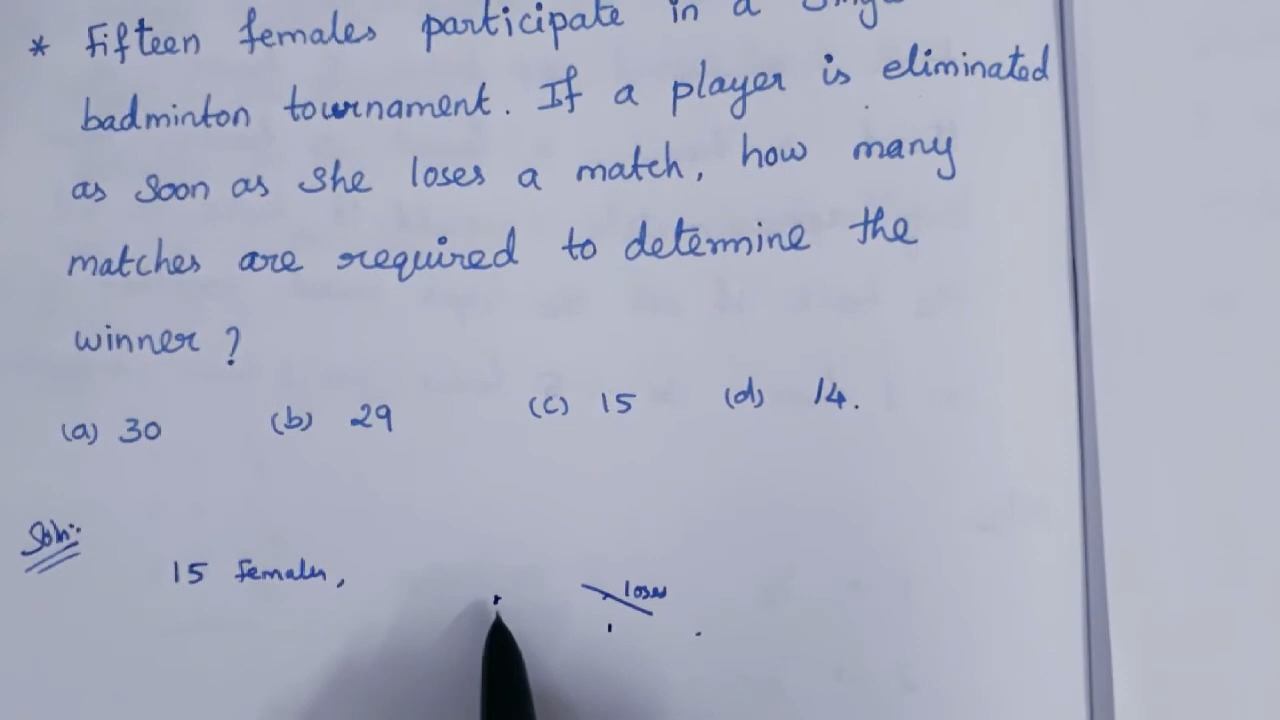 * Fifteen females participate in a
badminton tournament. If a player is eliminated
as soon as she loses a match, how many
matches are required to determine the
winner ?
(a) 30 (b) 29 (c) 15 (d) 14.
Soln:
15 Females, loses